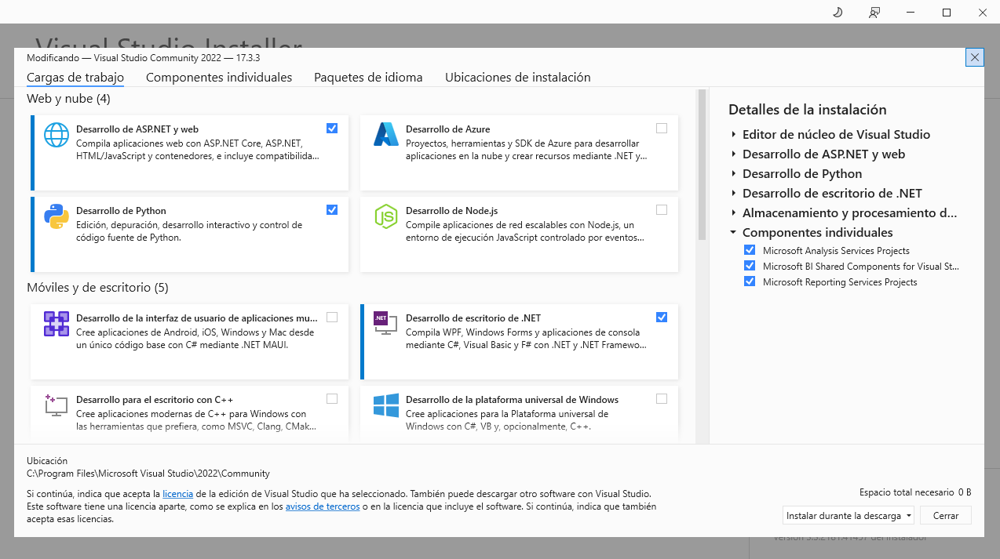 Visual Studio Installer
Modificando — Visual Studio Community 2022 — 17.3.3
Cargas de trabajo
Componentes individuales
Paquetes de idioma
Ubicaciones de instalación
Web y nube (4)
Desarrollo de ASP.NET y web
Compila aplicaciones web con ASP.NET Core, ASP.NET,
HTML/JavaScript y contenedores, e incluye compatibilida...
Desarrollo de Azure
Proyectos, herramientas y SDK de Azure para desarrollar
aplicaciones en la nube y crear recursos mediante .NET y...
Desarrollo de Python
Edición, depuración, desarrollo interactivo y control de
código fuente de Python.
JS
Desarrollo de Node.js
Compile aplicaciones de red escalables con Node.js, un
entorno de ejecución JavaScript controlado por eventos...
Móviles y de escritorio (5)
Desarrollo de la interfaz de usuario de aplicaciones mu...
Cree aplicaciones de Android, iOS, Windows y Mac desde
un único código base con C# mediante .NET MAUI.
.NET
Desarrollo de escritorio de .NET
Compila WPF, Windows Forms y aplicaciones de consola
mediante C#, Visual Basic y F# con .NET y .NET Framewo...
Desarrollo para el escritorio con C++
Cree aplicaciones modernas de C++ para Windows con
las herramientas que prefiera, como MSVC, Clang, CMak...
Desarrollo de la plataforma universal de Windows
Cree aplicaciones para la Plataforma universal de
Windows con C#, VB y, opcionalmente, C++.
Detalles de la instalación
Editor de núcleo de Visual Studio
Desarrollo de ASP.NET y web
Desarrollo de Python
Desarrollo de escritorio de .NET
Almacenamiento y procesamiento d...
Componentes individuales
Microsoft Analysis Services Projects
Microsoft BI Shared Components for Visual St...
Microsoft Reporting Services Projects
Ubicación
C:\Program Files\Microsoft Visual Studio\2022\Community
Si continúa, indica que acepta la licencia de la edición de Visual Studio que ha seleccionado. También puede descargar otro software con Visual Studio.
Este software tiene una licencia aparte, como se explica en los avisos de terceros o en la licencia que incluye el software. Si continúa, indica que también
acepta esas licencias.
Espacio total necesario 0 B
Instalar durante la descarga
Cerrar
del instalador